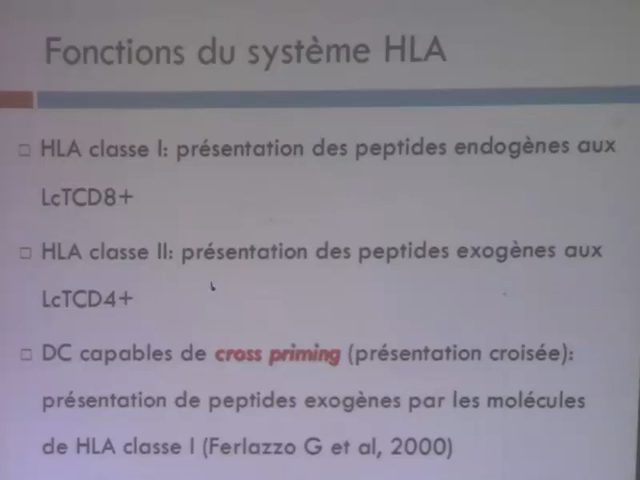 Fonctions du système HLA
HLA classe I: présentation des peptides endogènes aux
LcTCD8+
HLA classe II: présentation des peptides exogènes aux
LcTCD4+
DC capables de cross priming (présentation croisée):
présentation de peptides exogènes par les molécules
de HLA classe I (Ferlazzo G et al, 2000)